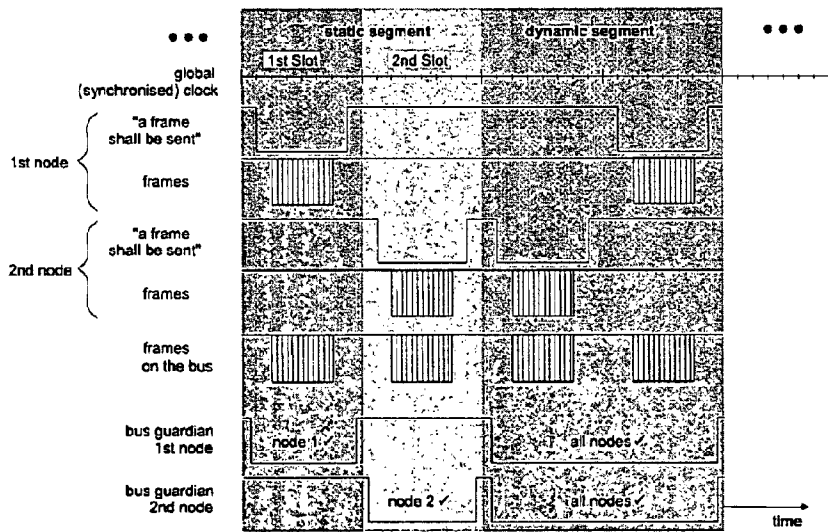 static segment
dynamic segment
1st Slot
2nd Slot
global
(synchronised) clock
1st node
"a frame
shall be sent"
frames
2nd node
"a frame
shall be sent"
frames
frames
on the bus
bus guardian
1st node
node 1 ✓
all nodes ✓
bus guardian
2nd node
node 2 ✓
all nodes ✓
time